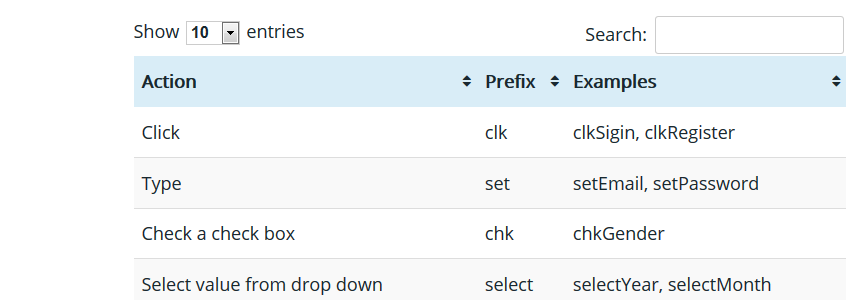 Show 10 entries Search:
Action Prefix Examples
Click clk clkSigin, clkRegister
Type set setEmail, setPassword
Check a check box chk chkGender
Select value from drop down select selectYear, selectMonth